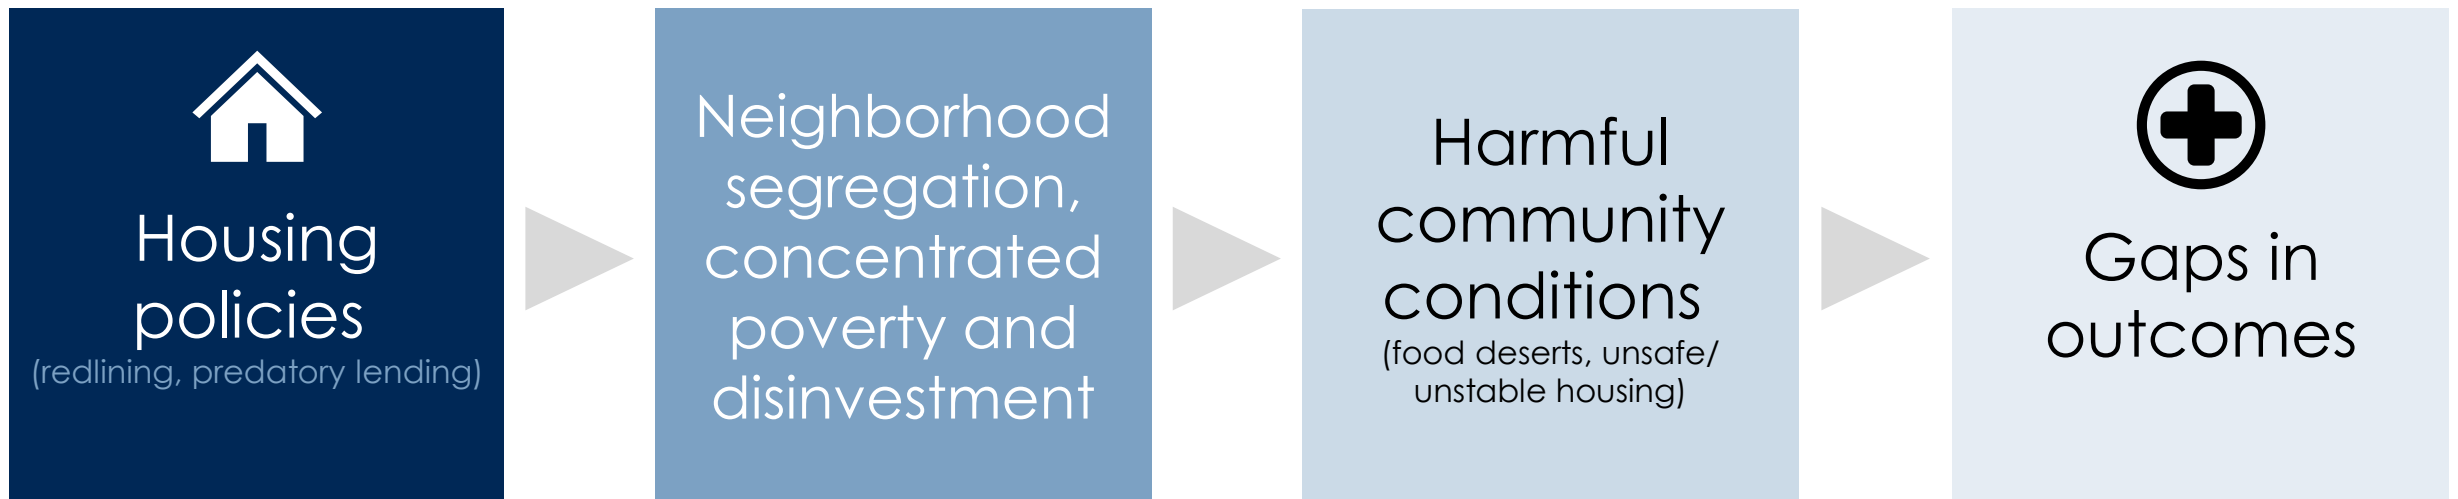 Housing
policies
(redlining, predatory lending)
Neighborhood
segregation,
concentrated
poverty and
disinvestment
Harmful
community
conditions
(food deserts, unsafe/
unstable housing)
Gaps in
outcomes